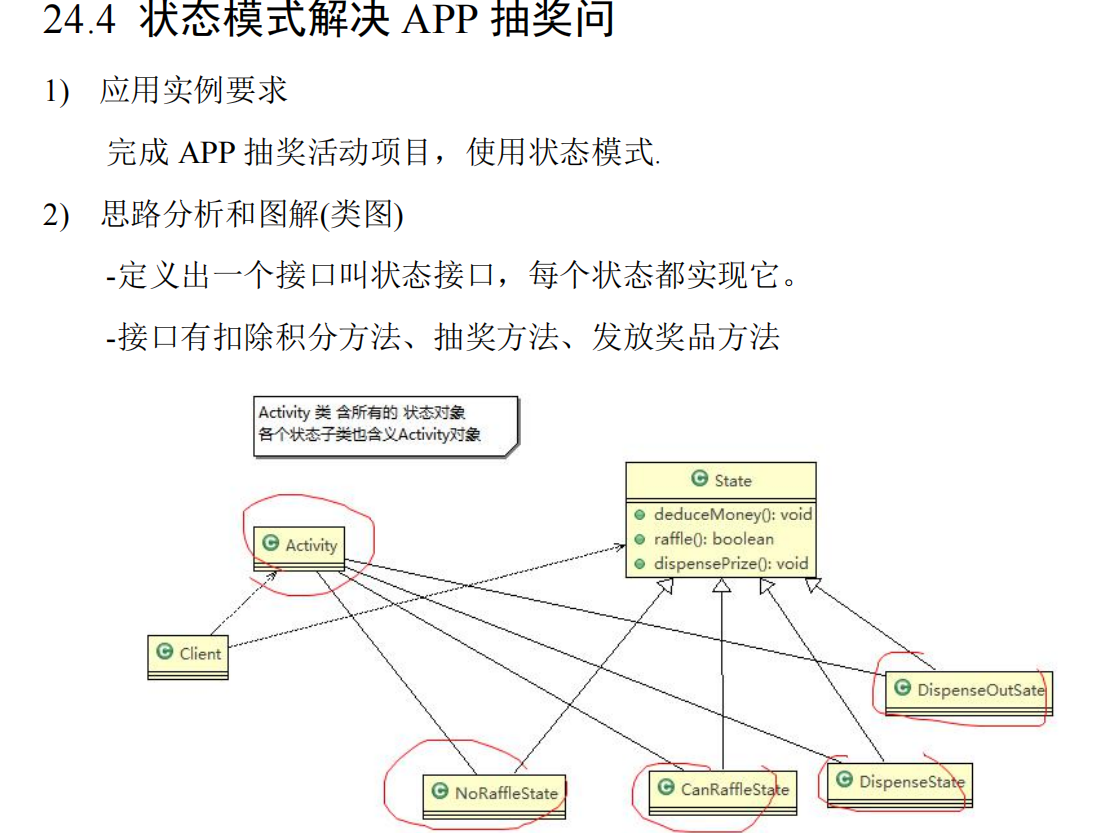 24.4 状态模式解决 APP 抽奖问
1) 应用实例要求
完成 APP 抽奖活动项目，使用状态模式.
2) 思路分析和图解(类图)
-定义出一个接口叫状态接口，每个状态都实现它。
-接口有扣除积分方法、抽奖方法、发放奖品方法
Activity 类 含所有的 状态对象
各个状态子类也含义Activity对象
C State
deduceMoney(): void
raffle(): boolean
dispensePrize(): void
C Activity
C Client
C DispenseOutSate
C NoRaffleState
C CanRaffleState
C DispenseState